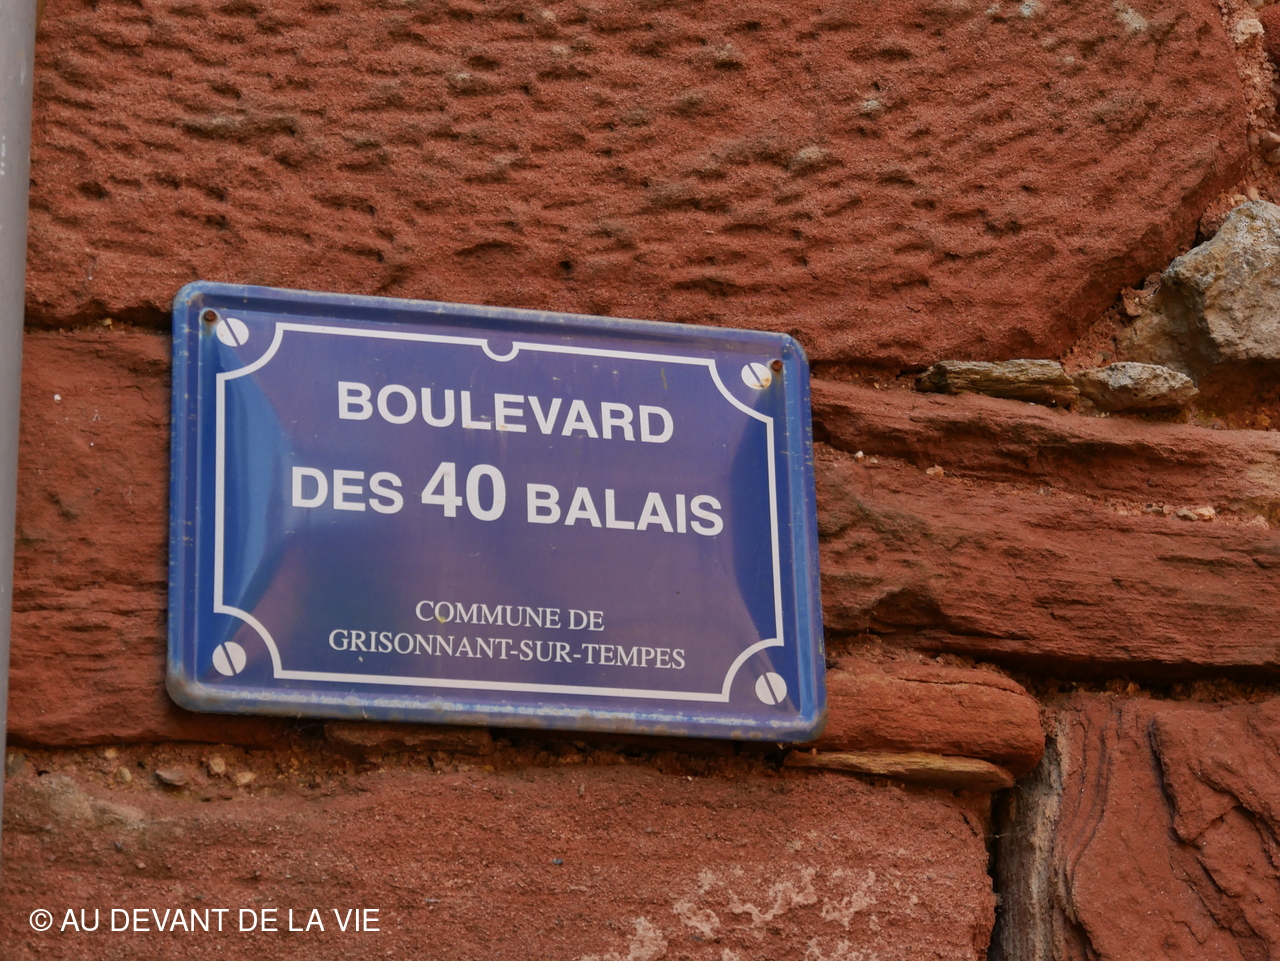 BOULEVARD
DES 40 BALAIS
COMMUNE DE
GRISONNANT-SUR-TEMPES
© AU DEVANT DE LA VIE